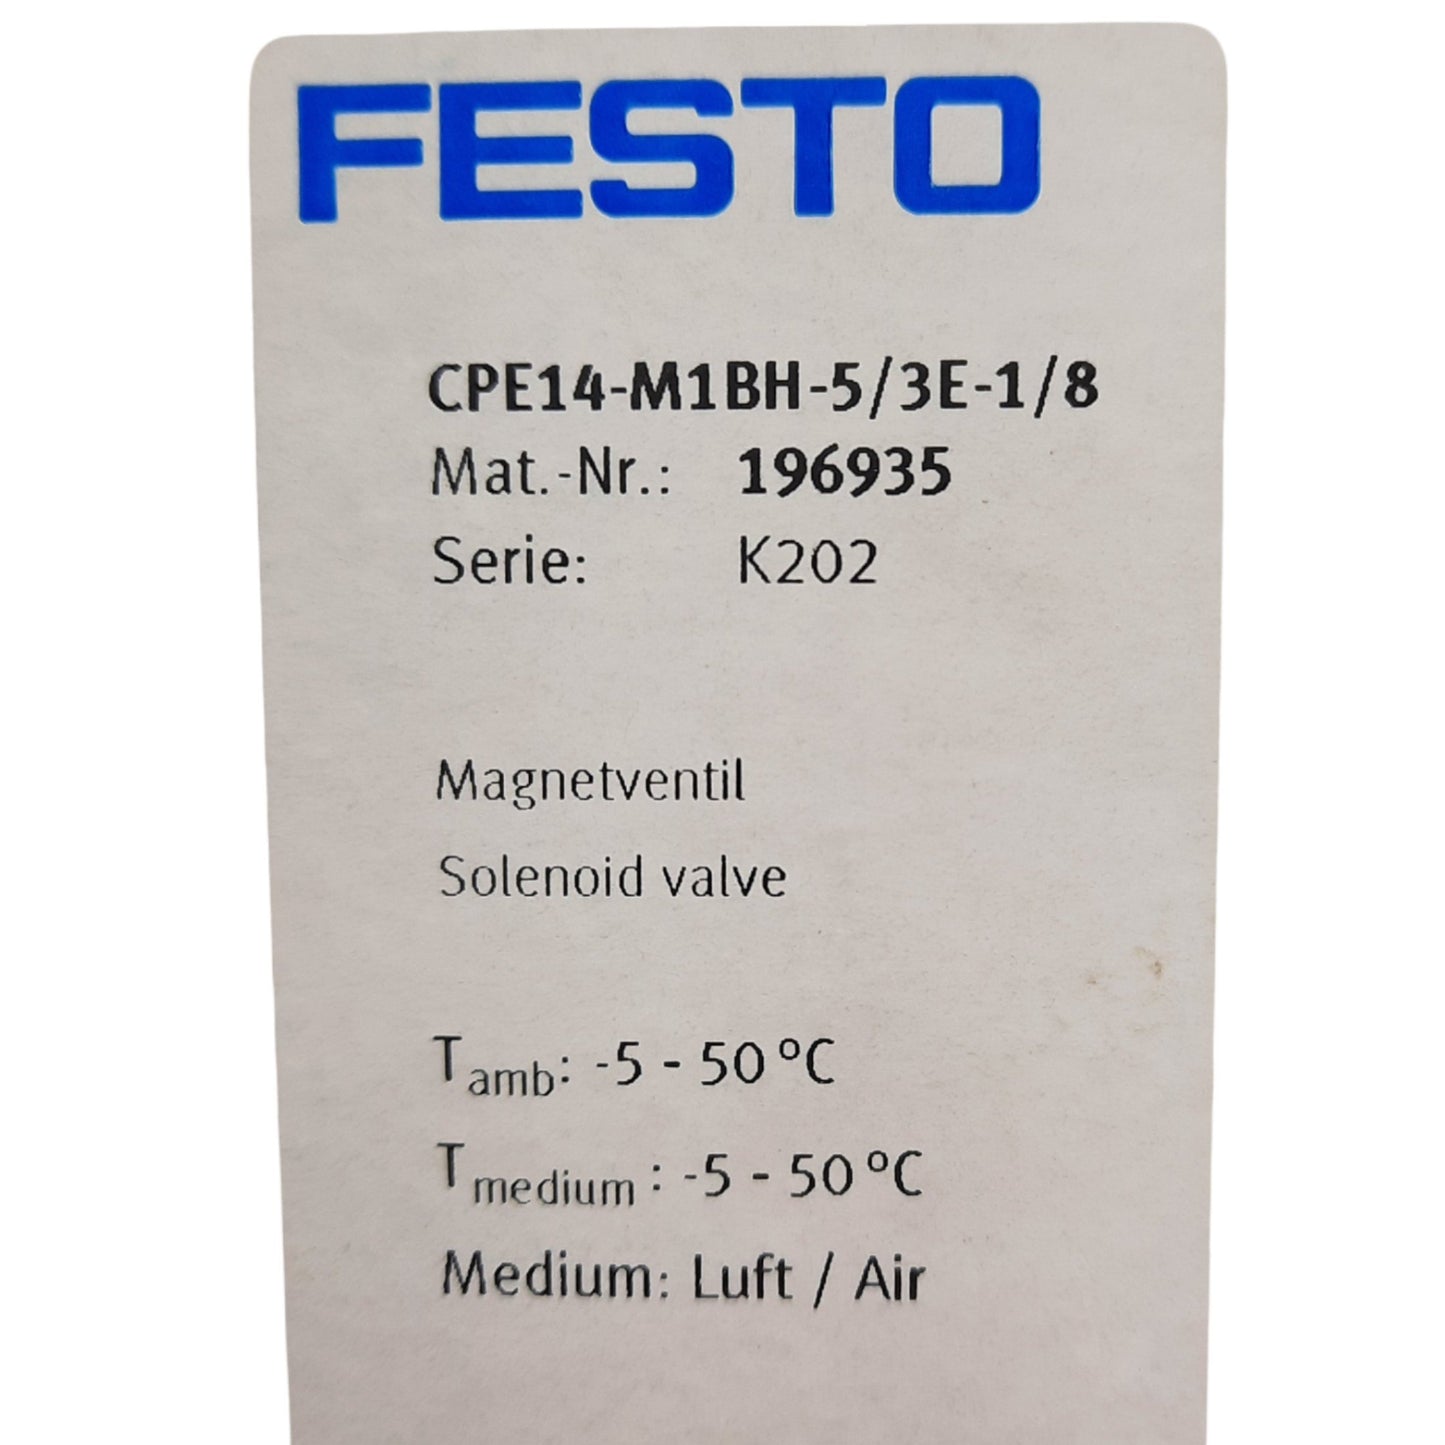 FESTO
CPE14-M1BH-5/3E-1/8
Mat.-Nr.: 196935
Serie: K202
Magnetventil
Solenoid valve
Tamb: -5 - 50 °C
Tmedium : -5 - 50 °C
Medium: Luft / Air